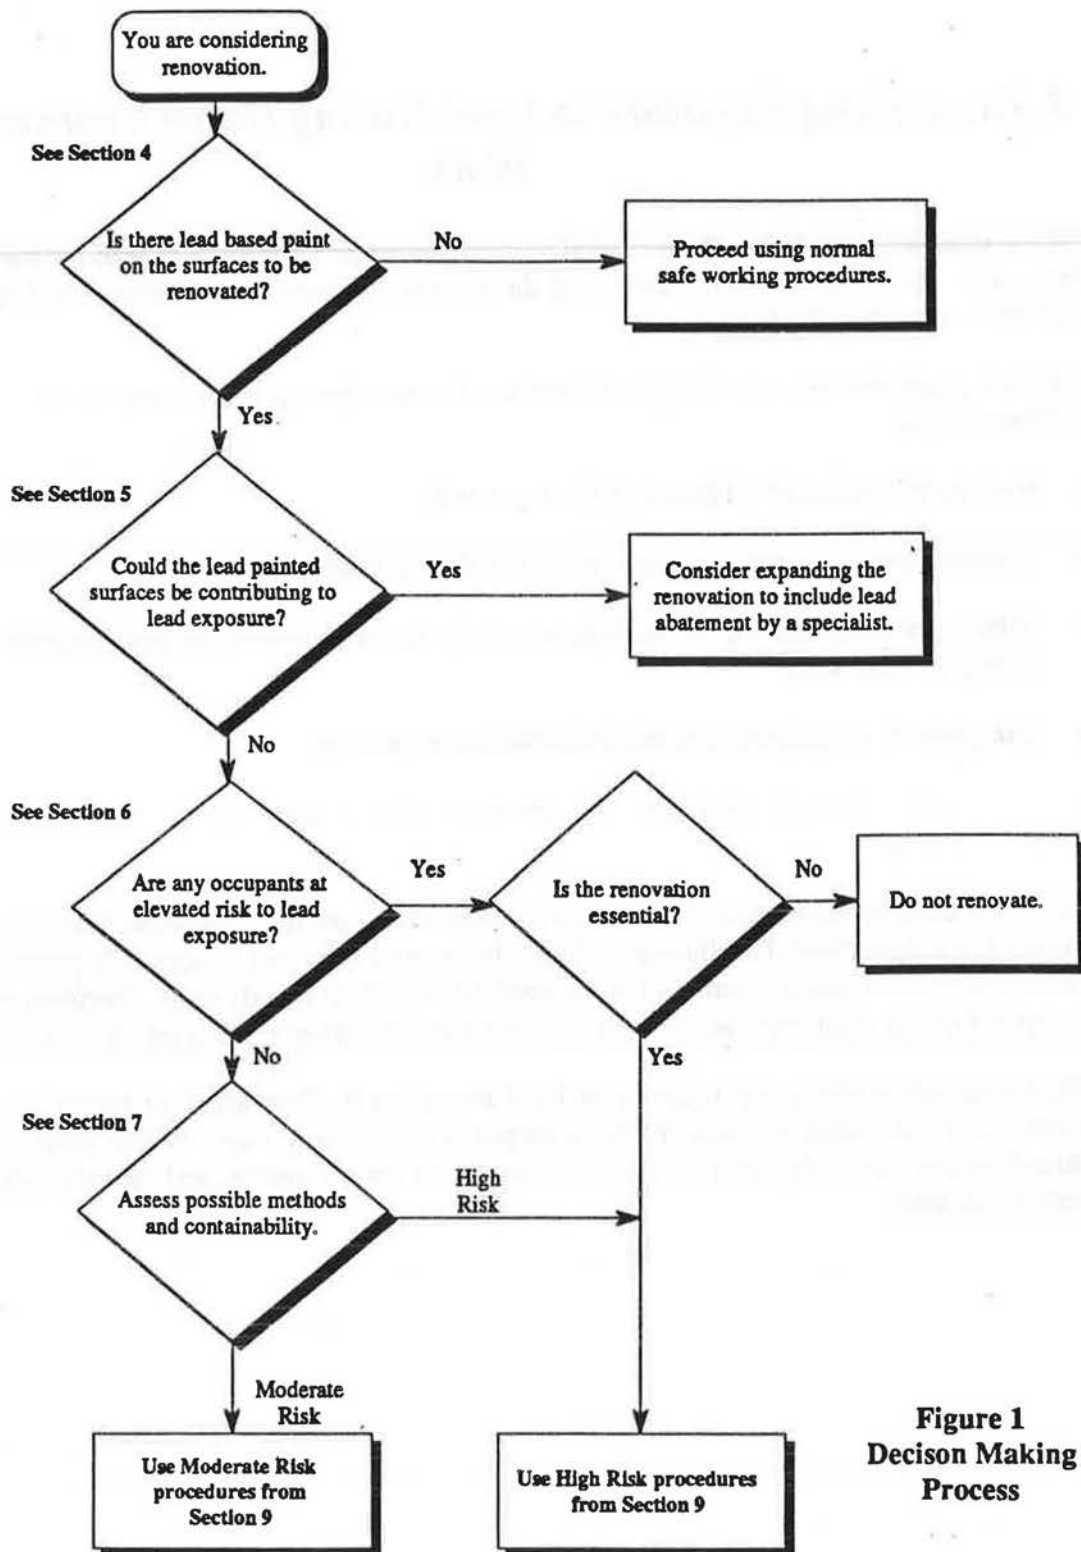 You are considering
renovation.
See Section 4
Is there lead based paint
on the surfaces to be
renovated?
No
Proceed using normal
safe working procedures.
Yes
See Section 5
Could the lead painted
surfaces be contributing to
lead exposure?
Yes
Consider expanding the
renovation to include lead
abatement by a specialist.
No
See Section 6
Are any occupants at
elevated risk to lead
exposure?
Yes
Is the renovation
essential?
No
Do not renovate.
No
Yes
See Section 7
Assess possible methods
and containability.
High
Risk
Moderate
Risk
Use Moderate Risk
procedures from
Section 9
Use High Risk procedures
from Section 9
Figure 1
Decison Making
Process